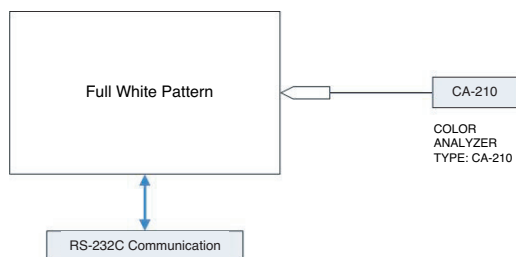 Full White Pattern
CA-210
COLOR
ANALYZER
TYPE: CA-210
RS-232C Communication